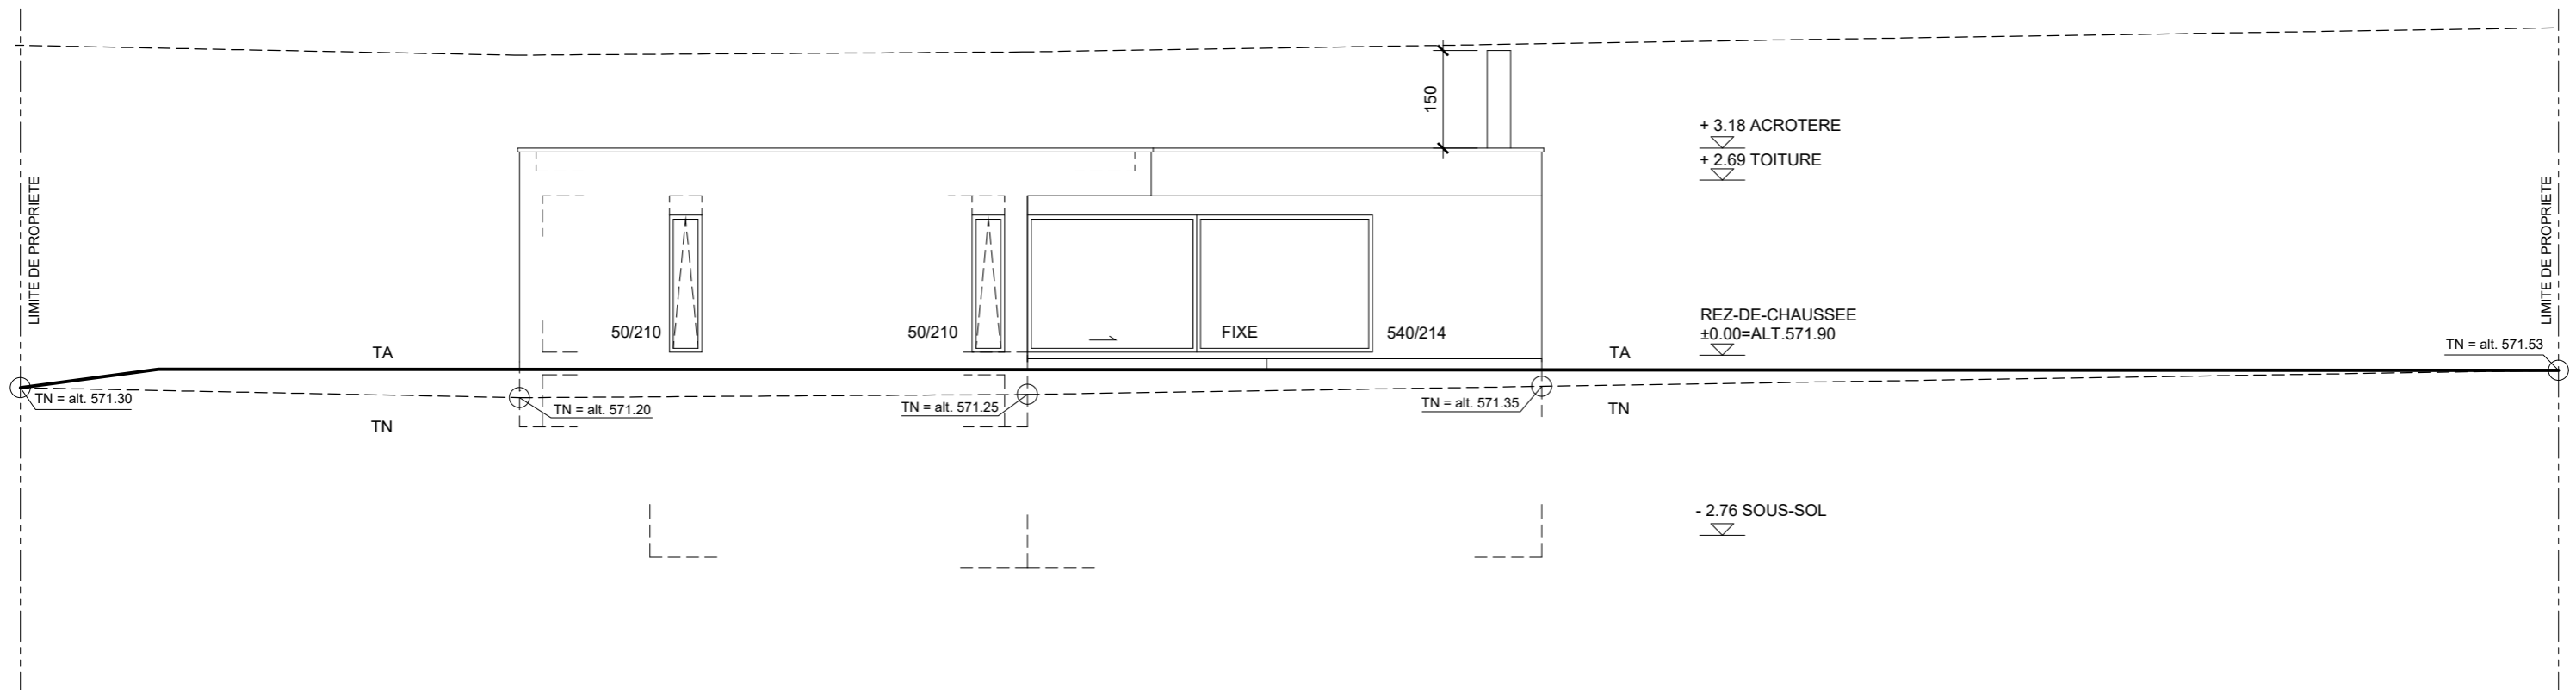 150
+ 3.18 ACROTERE
+ 2.69 TOITURE
LIMITE DE PROPRIETE
LIMITE DE PROPRIETE
REZ-DE-CHAUSSEE
±0.00=ALT.571.90
50/210
50/210
FIXE
540/214
TA
TA
TN = alt. 571.53
TN = alt. 571.30
TN = alt. 571.20
TN = alt. 571.25
TN = alt. 571.35
TN
TN
- 2.76 SOUS-SOL